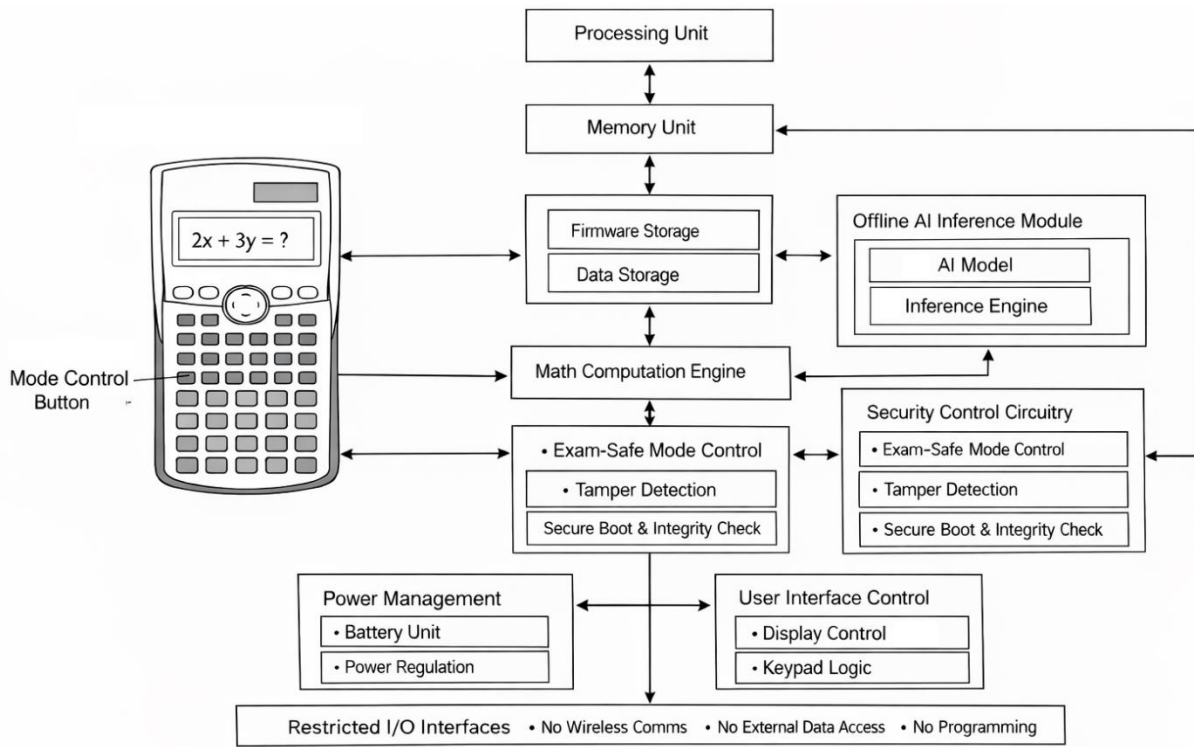 Processing Unit
Memory Unit
Firmware Storage
Data Storage
Offline AI Inference Module
AI Model
Inference Engine
2x + 3y = ?
Mode Control
Button
Math Computation Engine
• Exam-Safe Mode Control
• Tamper Detection
Secure Boot & Integrity Check
Security Control Circuitry
• Exam-Safe Mode Control
• Tamper Detection
• Secure Boot & Integrity Check
Power Management
• Battery Unit
• Power Regulation
User Interface Control
• Display Control
• Keypad Logic
Restricted I/O Interfaces • No Wireless Comms • No External Data Access • No Programming